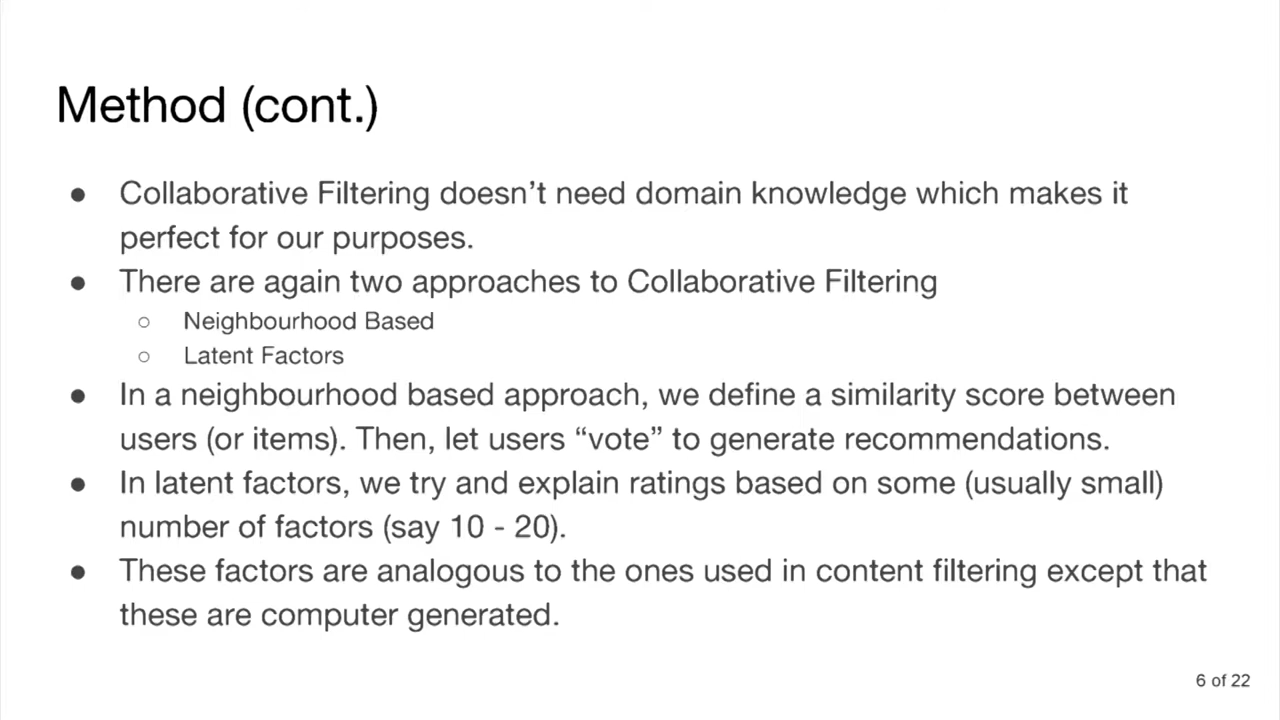 Method (cont.)
● Collaborative Filtering doesn’t need domain knowledge which makes it
perfect for our purposes.
● There are again two approaches to Collaborative Filtering
○ Neighbourhood Based
○ Latent Factors
● In a neighbourhood based approach, we define a similarity score between
users (or items). Then, let users “vote” to generate recommendations.
● In latent factors, we try and explain ratings based on some (usually small)
number of factors (say 10 - 20).
● These factors are analogous to the ones used in content filtering except that
these are computer generated.
6 of 22